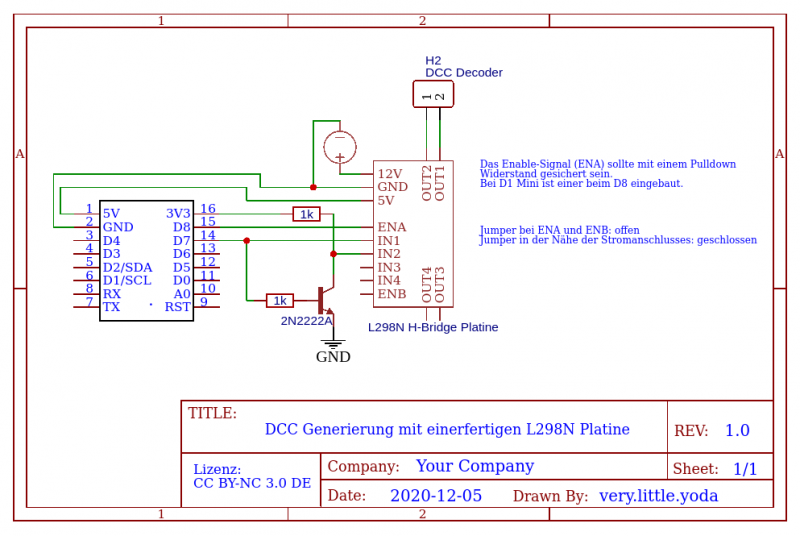 1
2
H2
DCC Decoder
1
2
A
A
Das Enable-Signal (ENA) sollte mit einem Pulldown
Widerstand gesichert sein.
Bei D1 Mini ist einer beim D8 eingebaut.
Jumper bei ENA und ENB: offen
Jumper in der Nähe der Stromanschlusses: geschlossen
12V
GND
5V
ENA
IN1
IN2
IN3
IN4
ENB
OUT2
OUT1
OUT4
OUT3
L298N H-Bridge Platine
1 5V
2 GND
3 D4
4 D3
5 D2/SDA
6 D1/SCL
8 RX
7 TX
3V3 16
D8 15
D7 14
D6 13
D5 12
D0 11
A0 10
RST 9
1k
1k
2N2222A
GND
TITLE:
DCC Generierung mit einerfertigen L298N Platine
REV: 1.0
Lizenz:
CC BY-NC 3.0 DE
Company: Your Company
Sheet: 1/1
Date: 2020-12-05 Drawn By: very.little.yoda
1
2